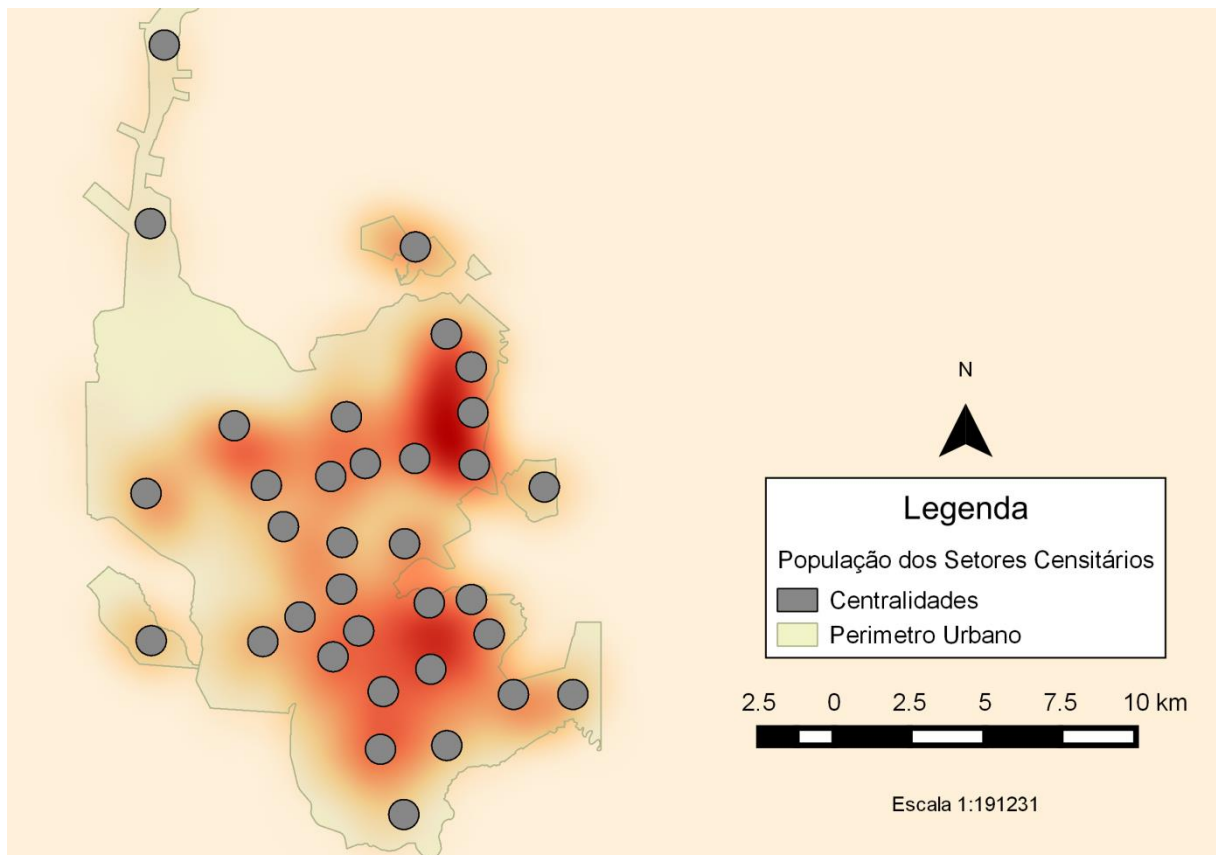 N
Legenda
População dos Setores Censitários
Centralidades
Perimetro Urbano
2.5 0 2.5 5 7.5 10 km
Escala 1:191231